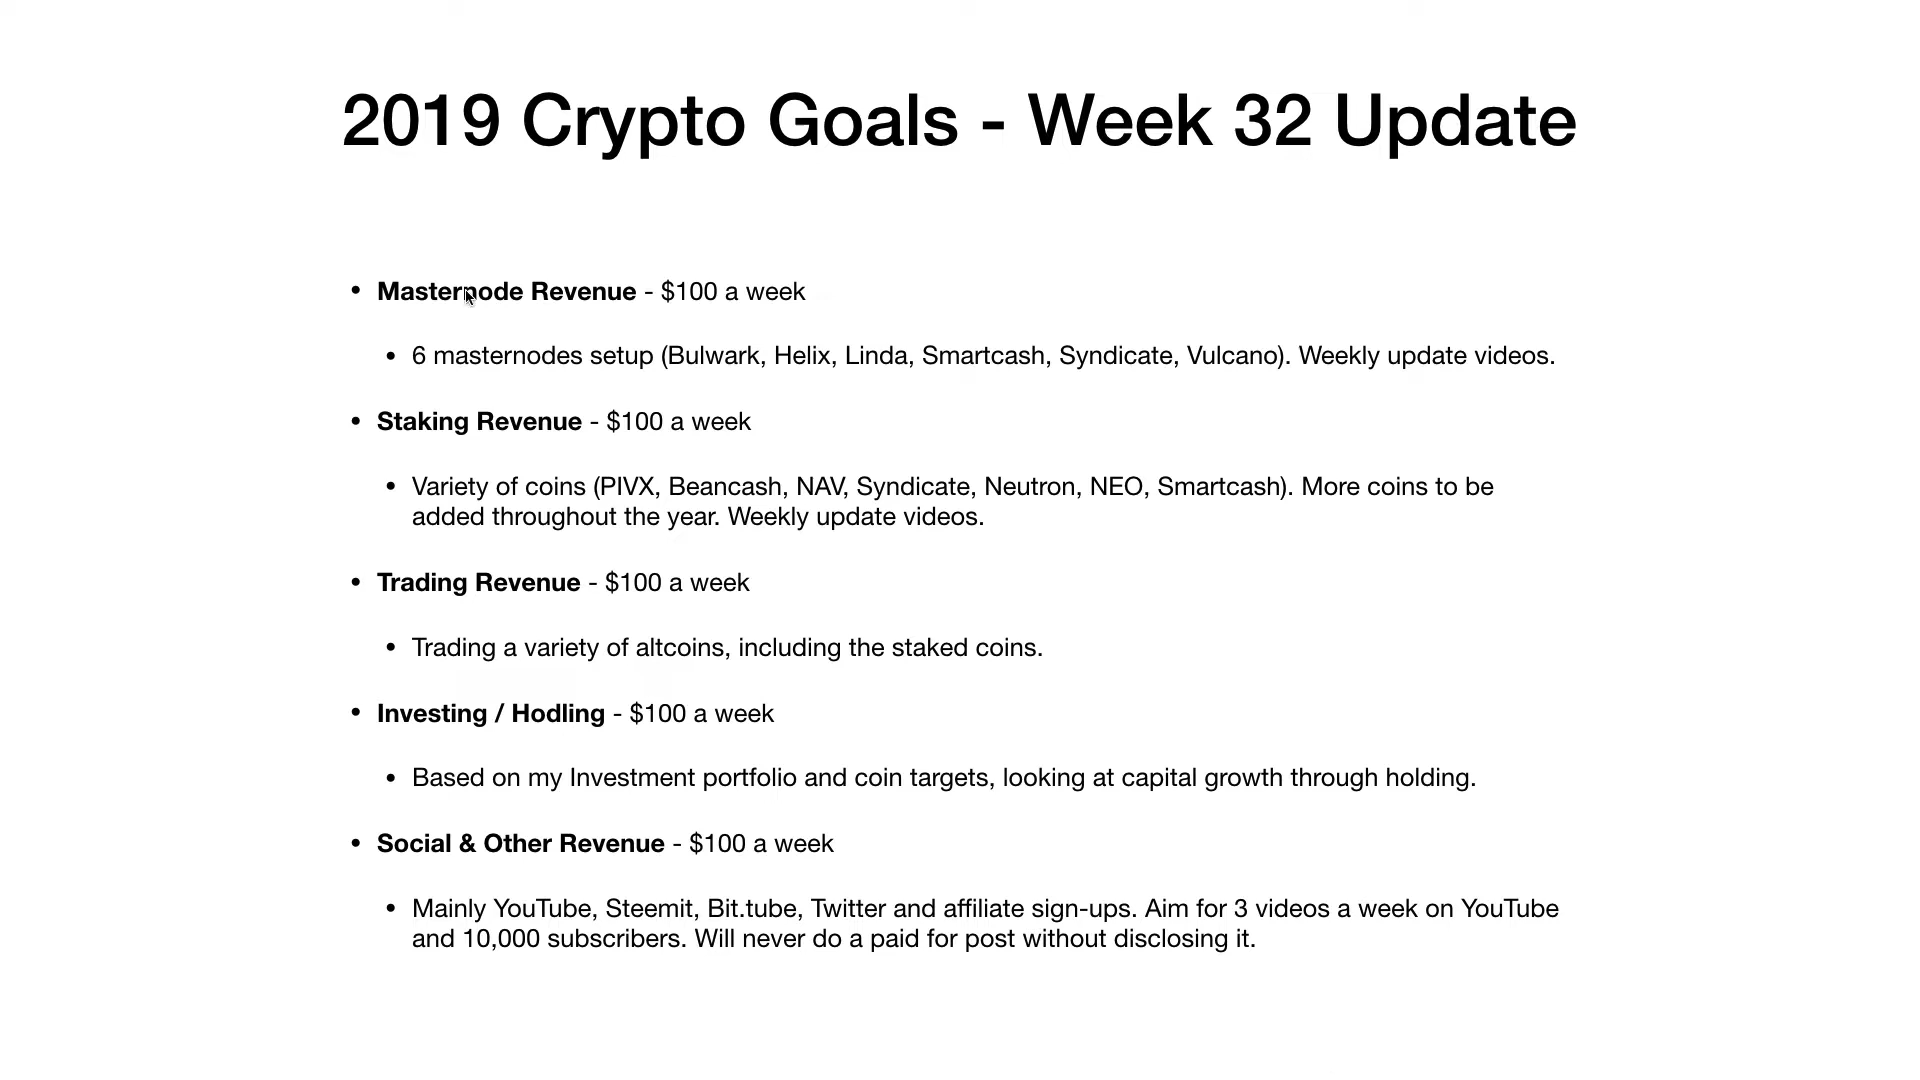 2019 Crypto Goals - Week 32 Update
• Masternode Revenue - $100 a week
• 6 masternodes setup (Bulwark, Helix, Linda, Smartcash, Syndicate, Vulcano). Weekly update videos.
• Staking Revenue - $100 a week
• Variety of coins (PIVX, Beancash, NAV, Syndicate, Neutron, NEO, Smartcash). More coins to be
added throughout the year. Weekly update videos.
• Trading Revenue - $100 a week
• Trading a variety of altcoins, including the staked coins.
• Investing / Hodling - $100 a week
• Based on my Investment portfolio and coin targets, looking at capital growth through holding.
• Social & Other Revenue - $100 a week
• Mainly YouTube, Steemit, Bit.tube, Twitter and affiliate sign-ups. Aim for 3 videos a week on YouTube
and 10,000 subscribers. Will never do a paid for post without disclosing it.